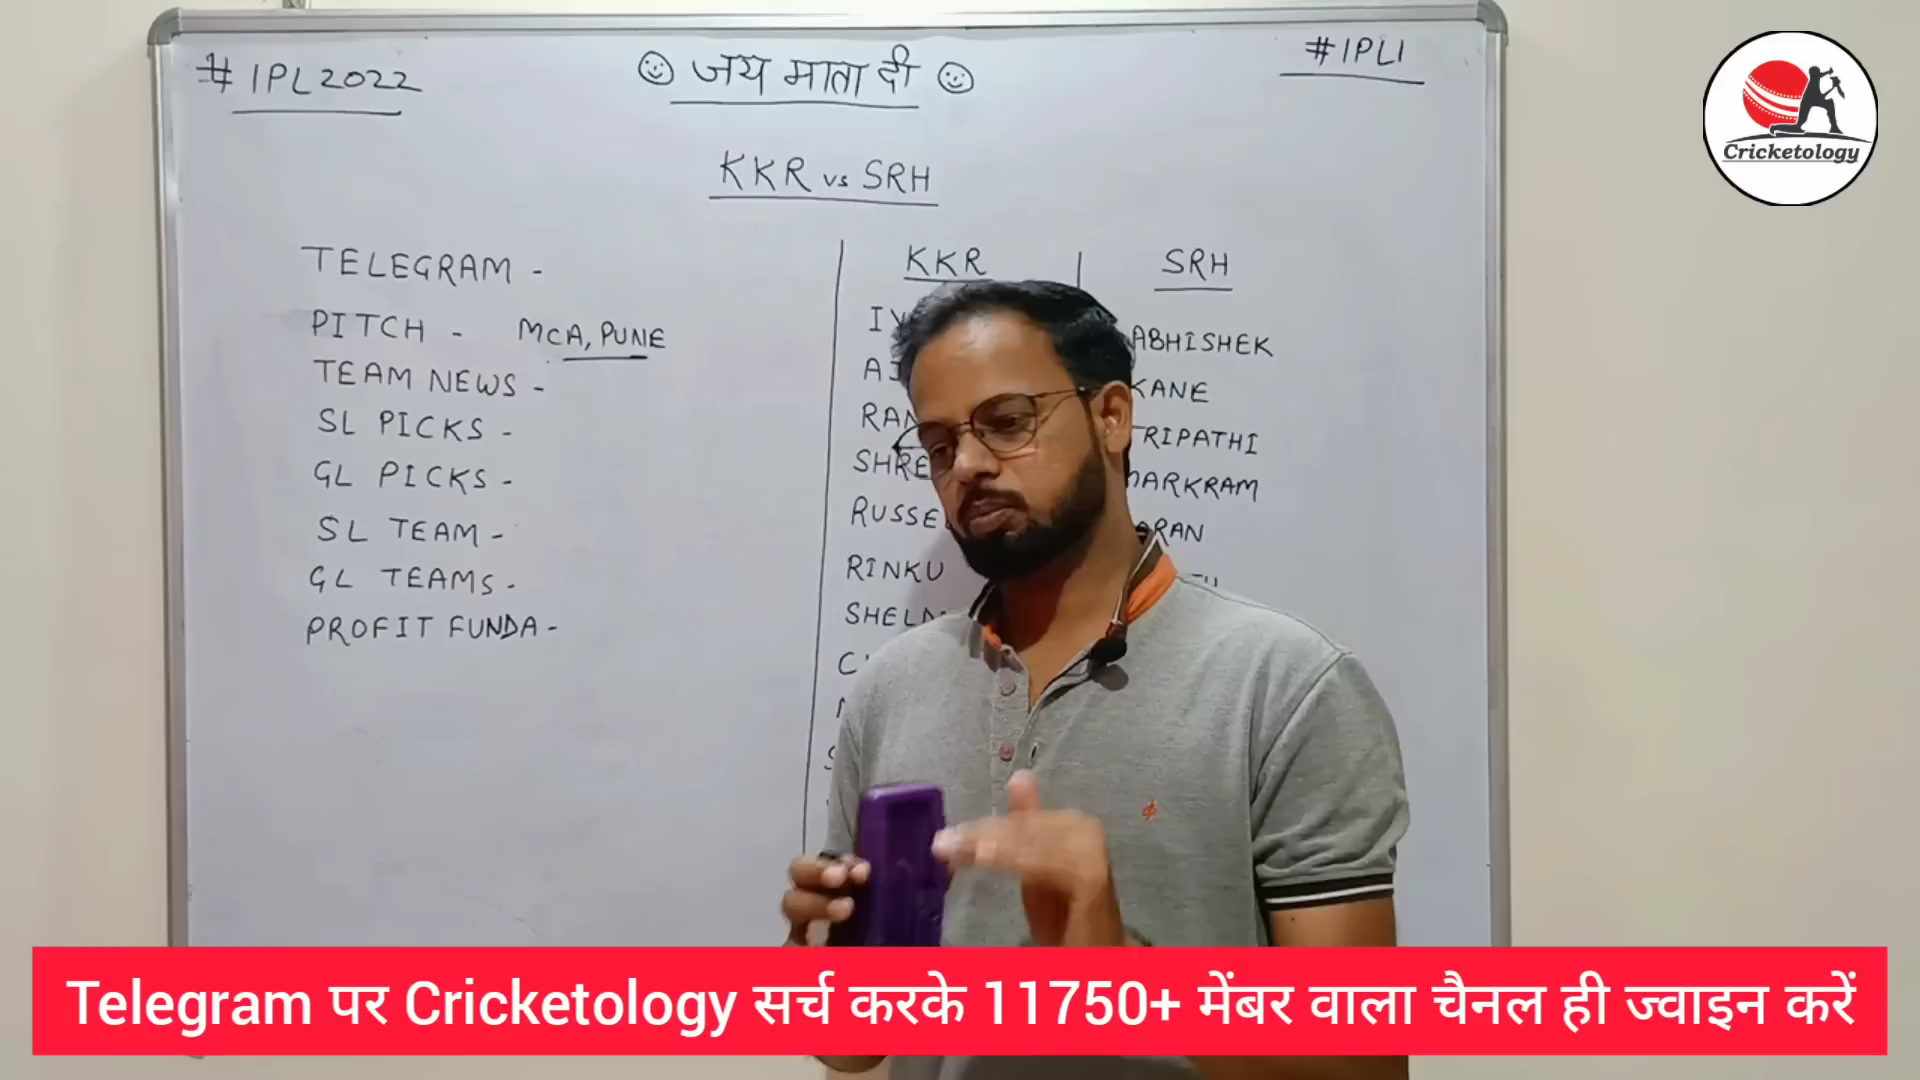 # IPL2022
जय माता दी
#IPL1
Cricketology
KKR vs SRH
TELEGRAM -
PITCH - MCA, PUNE
TEAM NEWS -
SL PICKS -
GL PICKS -
SL TEAM -
GL TEAMS -
PROFIT FUNDA -
KKR
RINKU
SRH
ABHISHEK
KANE
TRIPATHI
MARKRAM
Telegram पर Cricketology सर्च करके 11750+ मेंबर वाला चैनल ही ज्वाइन करें